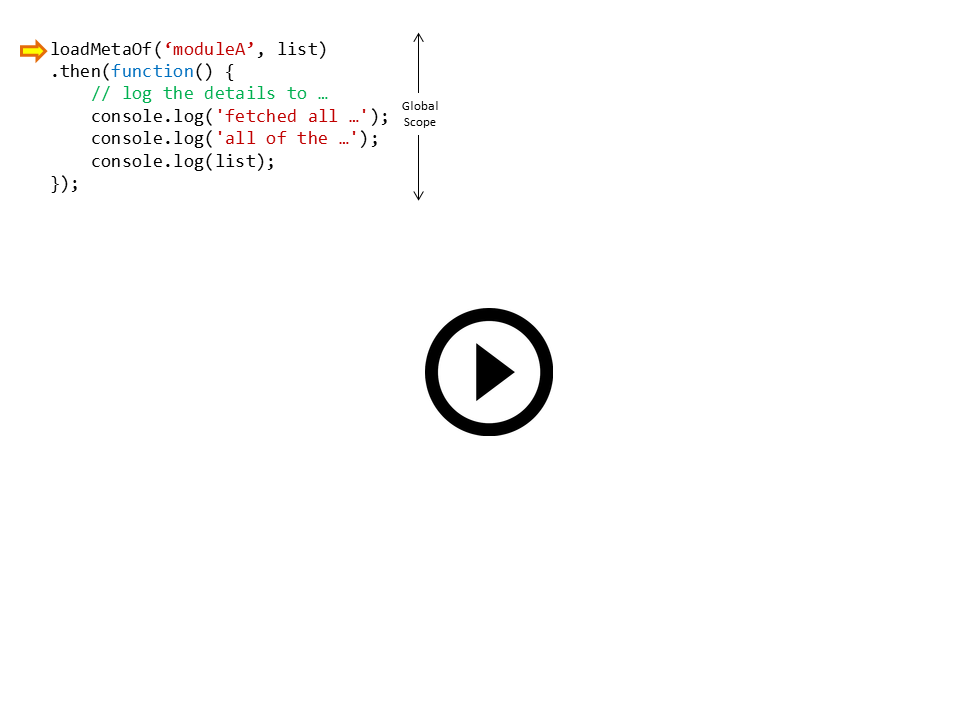 loadMetaOf(‘moduleA’, list)
.then(function() {
    // log the details to …
    console.log('fetched all …');
    console.log('all of the …');
    console.log(list);
});
Global
Scope